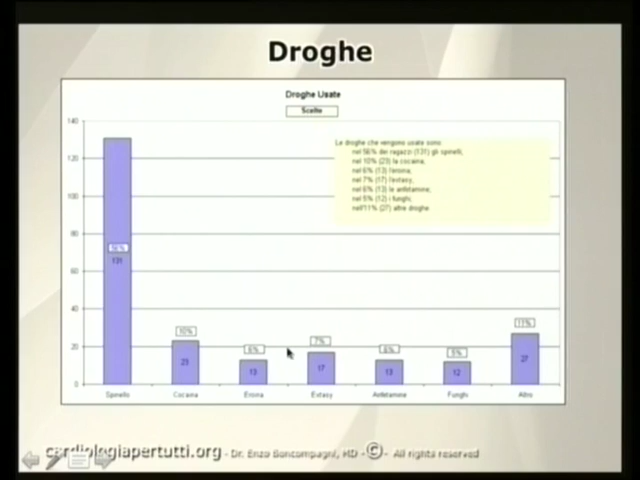 Droghe
Droghe Usate
Scelte
140
Le droghe che vengono usate sono:
nel 56% dei ragazzi (131) gli spinelli,
nel 10% (23) la cocaina,
nel 6% (13) l'eroina,
nel 7% (17) l'extasy,
nel 6% (13) le anfetamine,
nel 5% (12) i funghi,
nell'11% (27) altre droghe
120
100
80
60
40
20
0
56%
131
10%
23
6%
13
7%
17
6%
13
5%
12
11%
27
Spinello Cocaina Eroina Extasy Anfetamine Funghi Altro
cardiologiapertutti.org - Dr. Enzo Boncompagni, MD - © - All rights reserved